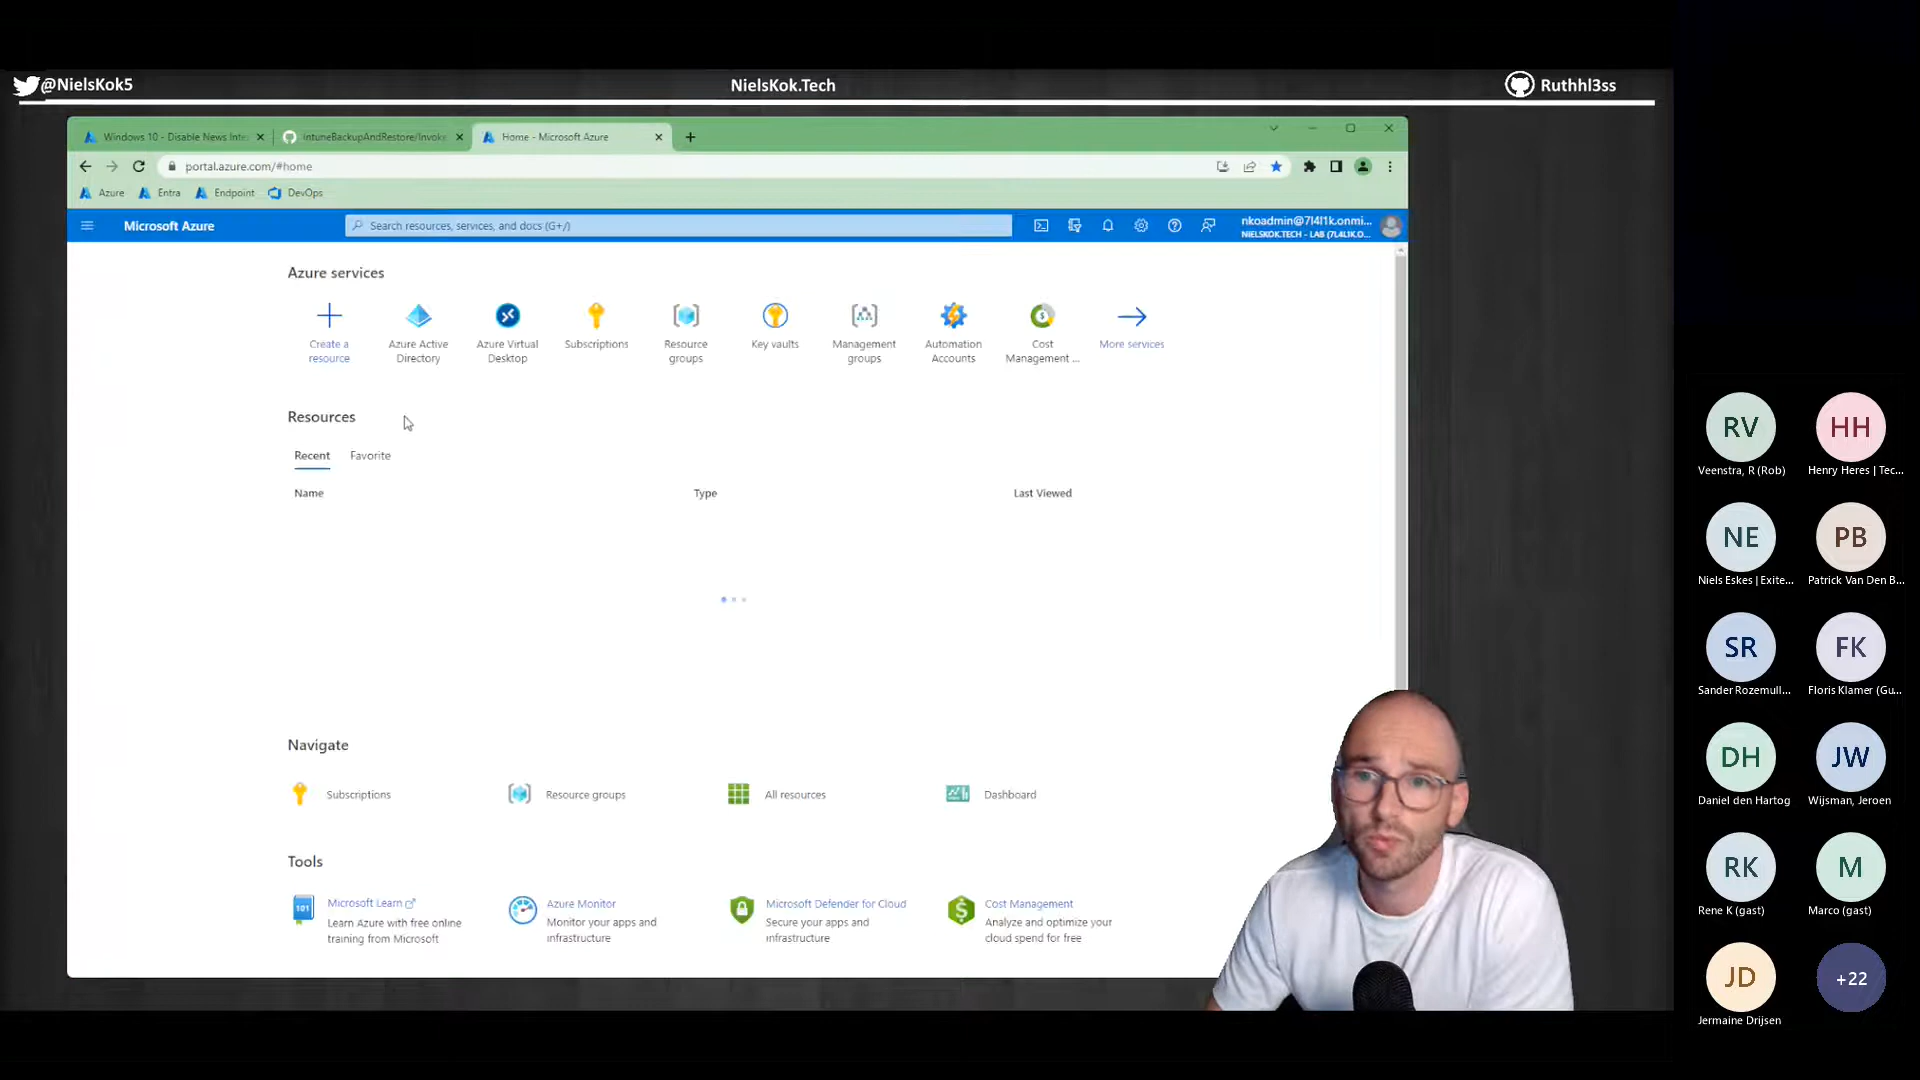 @NielsKok5
NielsKok.Tech
Ruthhl3ss
Windows 10 - Disable News Inte
IntuneBackupAndRestore/Invoke
Home - Microsoft Azure
portal.azure.com/#home
Azure
Entra
Endpoint
DevOps
Microsoft Azure
Search resources, services, and docs (G+/)
nkoadmin@7l4l1k.onmi...
NIELSKOK.TECH - LAB (7L4L1K.O...
Azure services
Create a
resource
Azure Active
Directory
Azure Virtual
Desktop
Subscriptions
Resource
groups
Key vaults
Management
groups
Automation
Accounts
Cost
Management ...
More services
Resources
Recent
Favorite
Name
Type
Last Viewed
Navigate
Subscriptions
Resource groups
All resources
Dashboard
Tools
101
Microsoft Learn
Learn Azure with free online
training from Microsoft
Azure Monitor
Monitor your apps and
infrastructure
Microsoft Defender for Cloud
Secure your apps and
infrastructure
Cost Management
Analyze and optimize your
cloud spend for free
RV
Veenstra, R (Rob)
HH
Henry Heres | Tec...
NE
Niels Eskes | Exite...
PB
Patrick Van Den B...
SR
Sander Rozemull...
FK
Floris Klamer (Gu...
DH
Daniel den Hartog
JW
Wijsman, Jeroen
RK
Rene K (gast)
M
Marco (gast)
JD
Jermaine Drijsen
+22